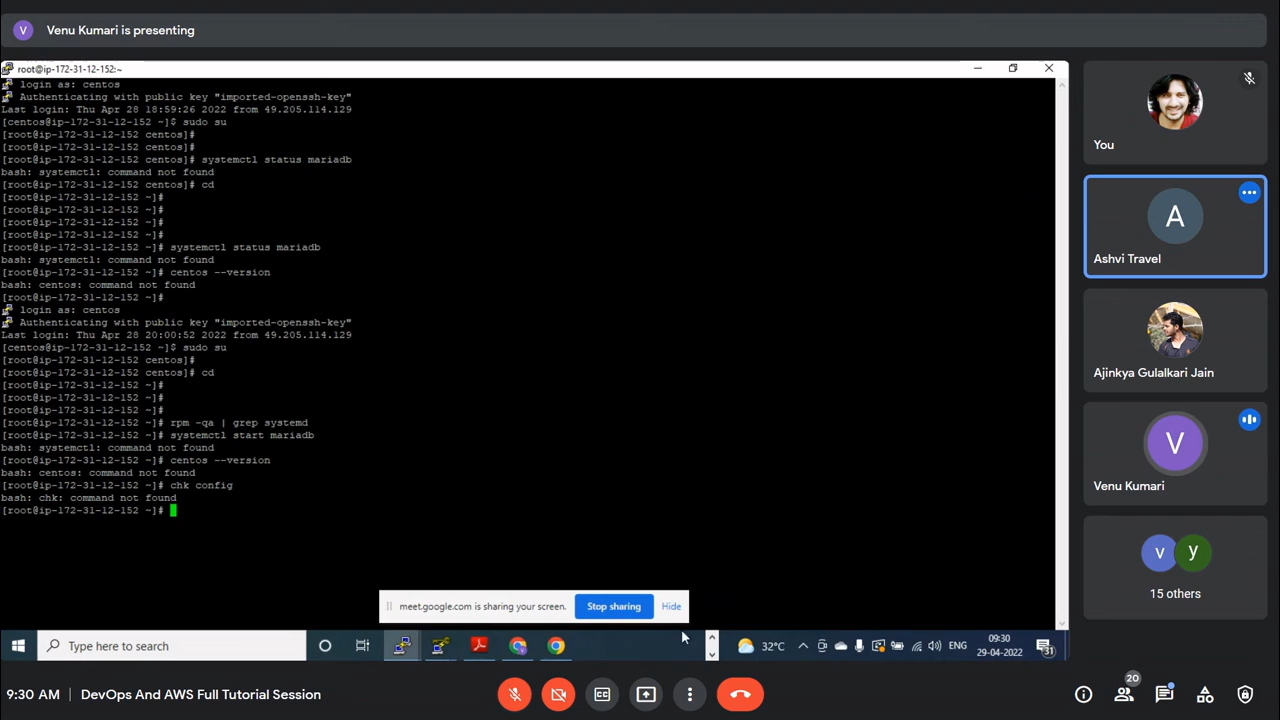 V
Venu Kumari is presenting
root@ip-172-31-12-152:~
login as: centos
Authenticating with public key "imported-openssh-key"
Last login: Thu Apr 28 18:59:26 2022 from 49.205.114.129
[centos@ip-172-31-12-152 ~]$ sudo su
[root@ip-172-31-12-152 centos]#
[root@ip-172-31-12-152 centos]#
[root@ip-172-31-12-152 centos]# systemctl status mariadb
bash: systemctl: command not found
[root@ip-172-31-12-152 centos]# cd
[root@ip-172-31-12-152 ~]#
[root@ip-172-31-12-152 ~]#
[root@ip-172-31-12-152 ~]#
[root@ip-172-31-12-152 ~]#
[root@ip-172-31-12-152 ~]# systemctl status mariadb
bash: systemctl: command not found
[root@ip-172-31-12-152 ~]# centos --version
bash: centos: command not found
[root@ip-172-31-12-152 ~]#
login as: centos
Authenticating with public key "imported-openssh-key"
Last login: Thu Apr 28 20:00:52 2022 from 49.205.114.129
[centos@ip-172-31-12-152 ~]$ sudo su
[root@ip-172-31-12-152 centos]#
[root@ip-172-31-12-152 centos]# cd
[root@ip-172-31-12-152 ~]#
[root@ip-172-31-12-152 ~]#
[root@ip-172-31-12-152 ~]#
[root@ip-172-31-12-152 ~]# rpm -qa | grep systemd
[root@ip-172-31-12-152 ~]# systemctl start mariadb
bash: systemctl: command not found
[root@ip-172-31-12-152 ~]# centos --version
bash: centos: command not found
[root@ip-172-31-12-152 ~]# chk config
bash: chk: command not found
[root@ip-172-31-12-152 ~]#
meet.google.com is sharing your screen.
Stop sharing
Hide
Type here to search
32°C
ENG
09:30
29-04-2022
31
You
A
Ashvi Travel
Ajinkya Gulalkari Jain
V
Venu Kumari
v
y
15 others
9:30 AM
DevOps And AWS Full Tutorial Session
20